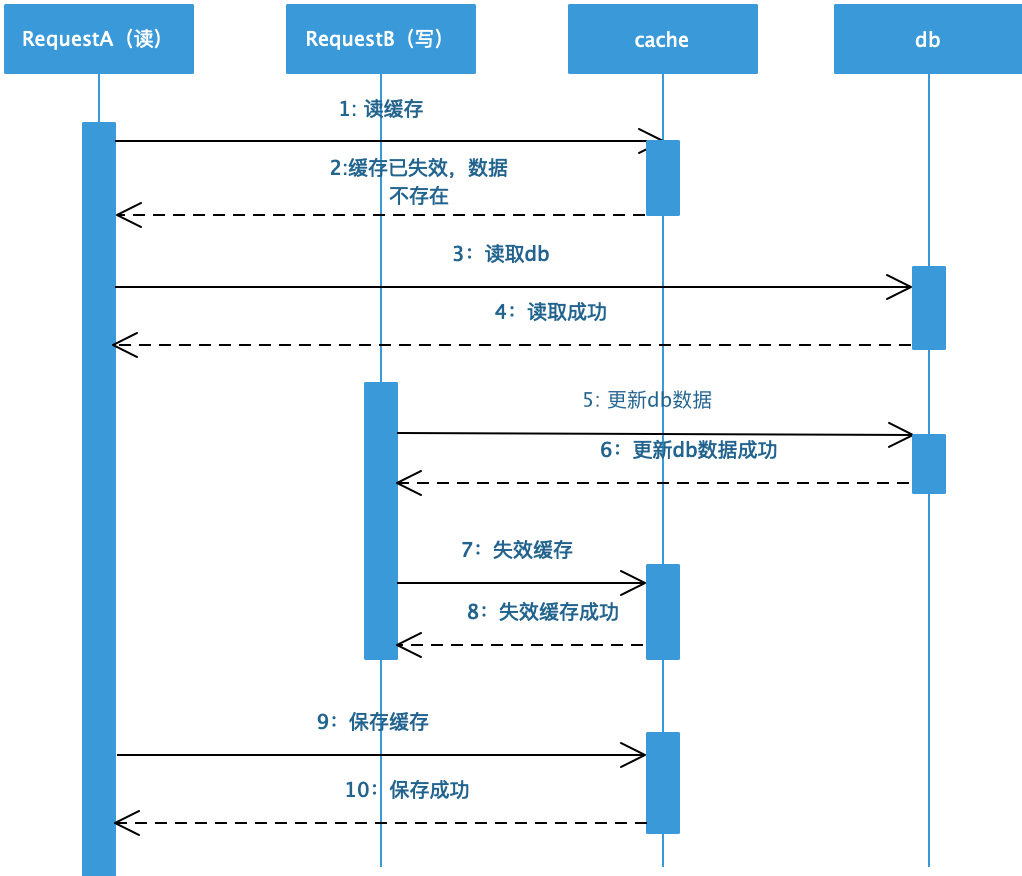 RequestA（读）
RequestB（写）
cache
db
1: 读缓存
2:缓存已失效，数据
不存在
3：读取db
4：读取成功
5: 更新db数据
6：更新db数据成功
7：失效缓存
8：失效缓存成功
9：保存缓存
10：保存成功